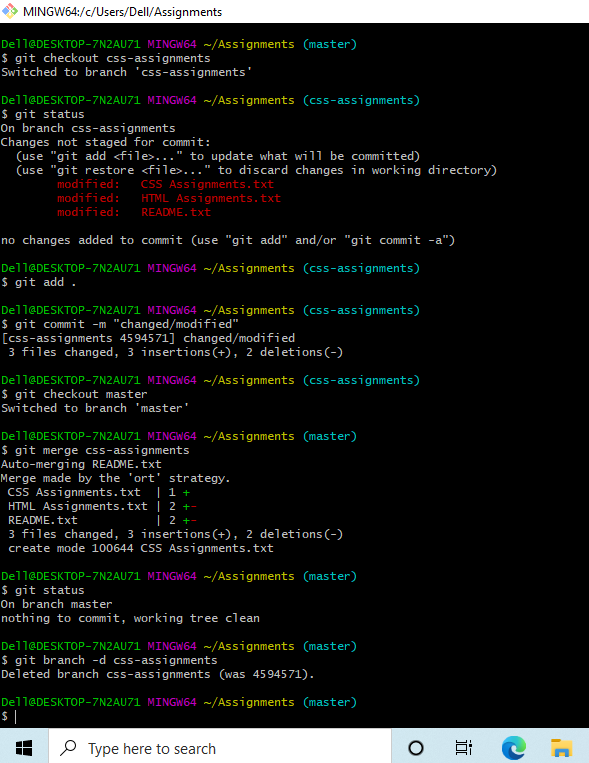 MINGW64:/c/Users/Dell/Assignments
Dell@DESKTOP-7N2AU71 MINGW64 ~/Assignments (master)
$ git checkout css-assignments
Switched to branch 'css-assignments'
Dell@DESKTOP-7N2AU71 MINGW64 ~/Assignments (css-assignments)
$ git status
On branch css-assignments
Changes not staged for commit:
  (use "git add <file>..." to update what will be committed)
  (use "git restore <file>..." to discard changes in working directory)
        modified:   CSS Assignments.txt
        modified:   HTML Assignments.txt
        modified:   README.txt
no changes added to commit (use "git add" and/or "git commit -a")
Dell@DESKTOP-7N2AU71 MINGW64 ~/Assignments (css-assignments)
$ git add .
Dell@DESKTOP-7N2AU71 MINGW64 ~/Assignments (css-assignments)
$ git commit -m "changed/modified"
[css-assignments 4594571] changed/modified
 3 files changed, 3 insertions(+), 2 deletions(-)
Dell@DESKTOP-7N2AU71 MINGW64 ~/Assignments (css-assignments)
$ git checkout master
Switched to branch 'master'
Dell@DESKTOP-7N2AU71 MINGW64 ~/Assignments (master)
$ git merge css-assignments
Auto-merging README.txt
Merge made by the 'ort' strategy.
 CSS Assignments.txt  | 1 +
 HTML Assignments.txt | 2 +-
 README.txt           | 2 +-
 3 files changed, 3 insertions(+), 2 deletions(-)
 create mode 100644 CSS Assignments.txt
Dell@DESKTOP-7N2AU71 MINGW64 ~/Assignments (master)
$ git status
On branch master
nothing to commit, working tree clean
Dell@DESKTOP-7N2AU71 MINGW64 ~/Assignments (master)
$ git branch -d css-assignments
Deleted branch css-assignments (was 4594571).
Dell@DESKTOP-7N2AU71 MINGW64 ~/Assignments (master)
$
Type here to search